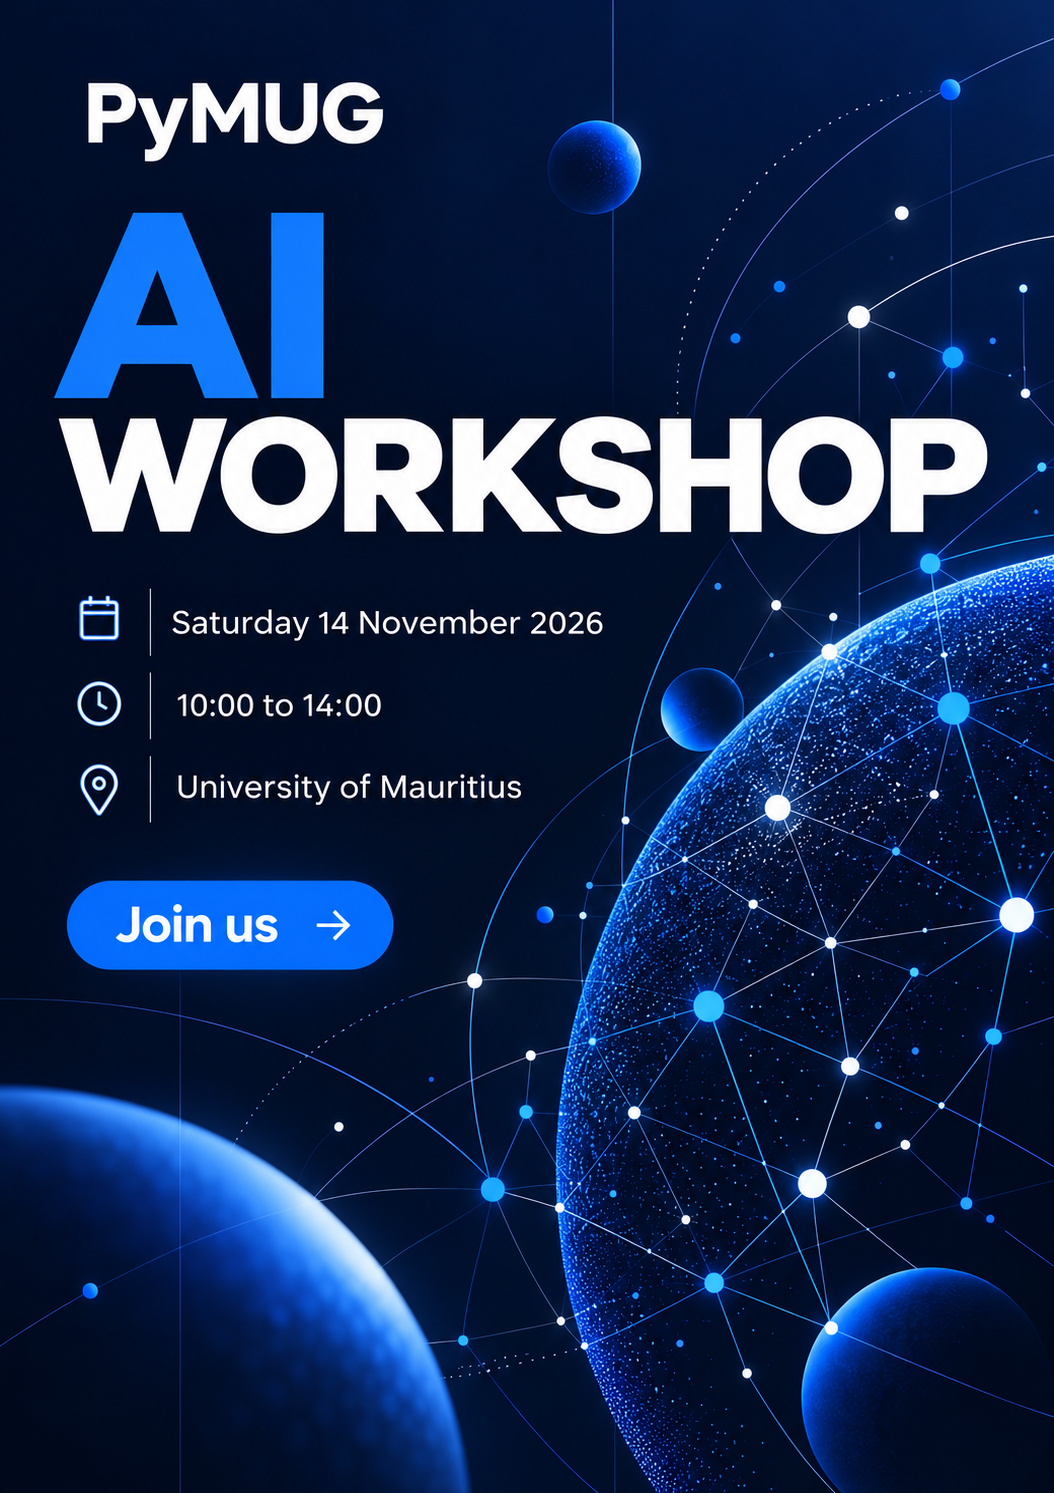 PyMUG
AI
WORKSHOP
Saturday 14 November 2026
10:00 to 14:00
University of Mauritius
Join us →